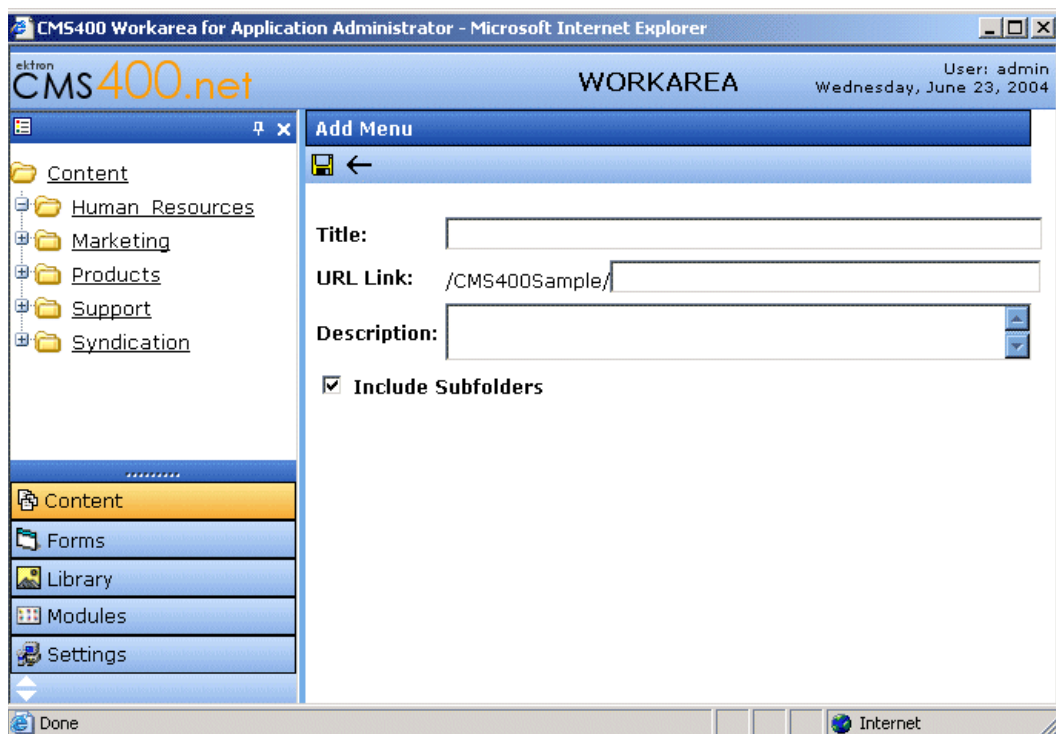 CMS400 Workarea for Application Administrator - Microsoft Internet Explorer
ektron
CMS400.net
WORKAREA
User: admin
Wednesday, June 23, 2004
Add Menu
Content
Human Resources
Marketing
Products
Support
Syndication
Title:
URL Link: /CMS400Sample/
Description:
Include Subfolders
Content
Forms
Library
Modules
Settings
Done
Internet